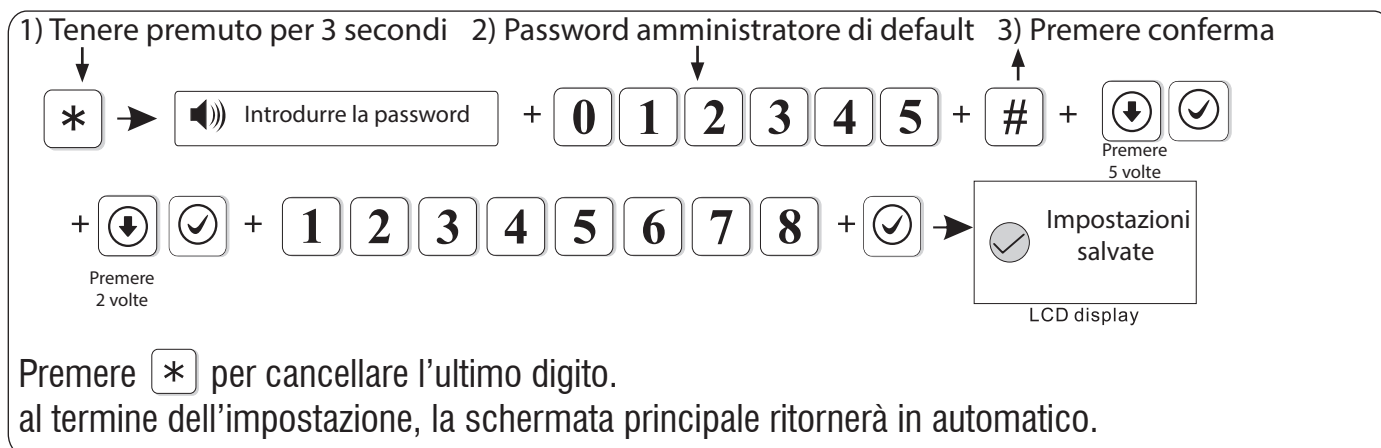 1) Tenere premuto per 3 secondi 2) Password amministratore di default 3) Premere conferma
* Introdurre la password + 0 1 2 3 4 5 + # +
Premere
5 volte
+ + 1 2 3 4 5 6 7 8 + Impostazioni
salvate
Premere
2 volte
LCD display
Premere * per cancellare l'ultimo digito.
al termine dell'impostazione, la schermata principale ritornerà in automatico.